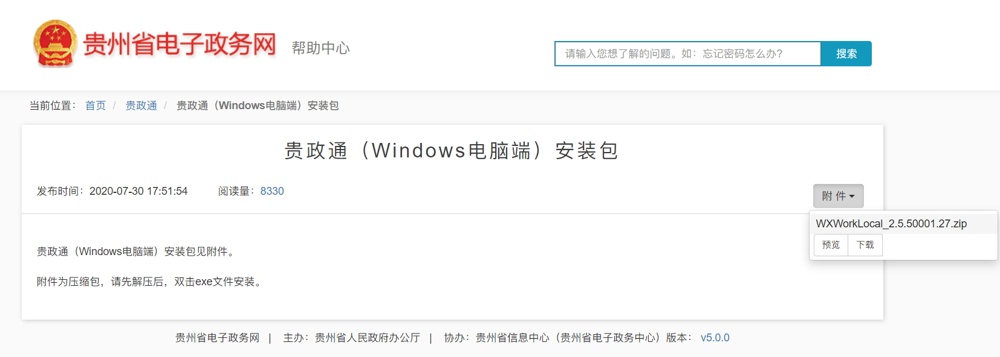 贵州省电子政务网 帮助中心
请输入您想了解的问题。如：忘记密码怎么办？ 搜索
当前位置： 首页 / 贵政通 / 贵政通（Windows电脑端）安装包
贵政通（Windows电脑端）安装包
发布时间：2020-07-30 17:51:54 阅读量：8330
附 件
WXWorkLocal_2.5.50001.27.zip
预览 下载
贵政通（Windows电脑端）安装包见附件。
附件为压缩包，请先解压后，双击exe文件安装。
贵州省电子政务网 | 主办：贵州省人民政府办公厅 | 协办：贵州省信息中心（贵州省电子政务中心）版本： v5.0.0